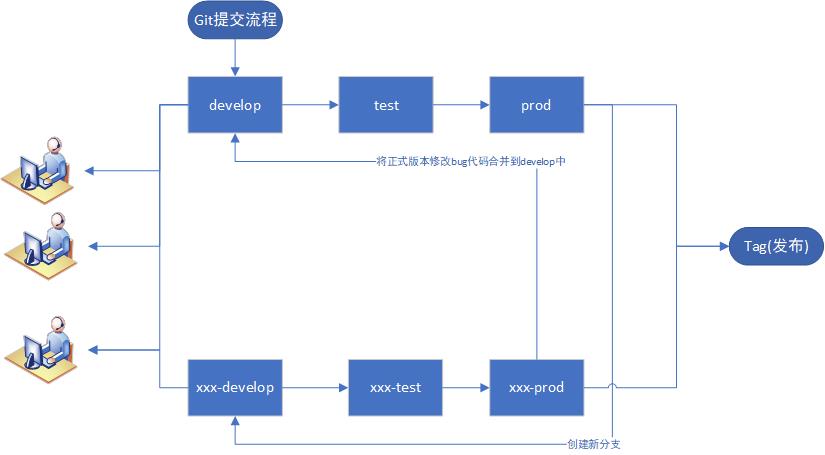 Git提交流程
develop
test
prod
将正式版本修改bug代码合并到develop中
Tag(发布)
xxx-develop
xxx-test
xxx-prod
创建新分支